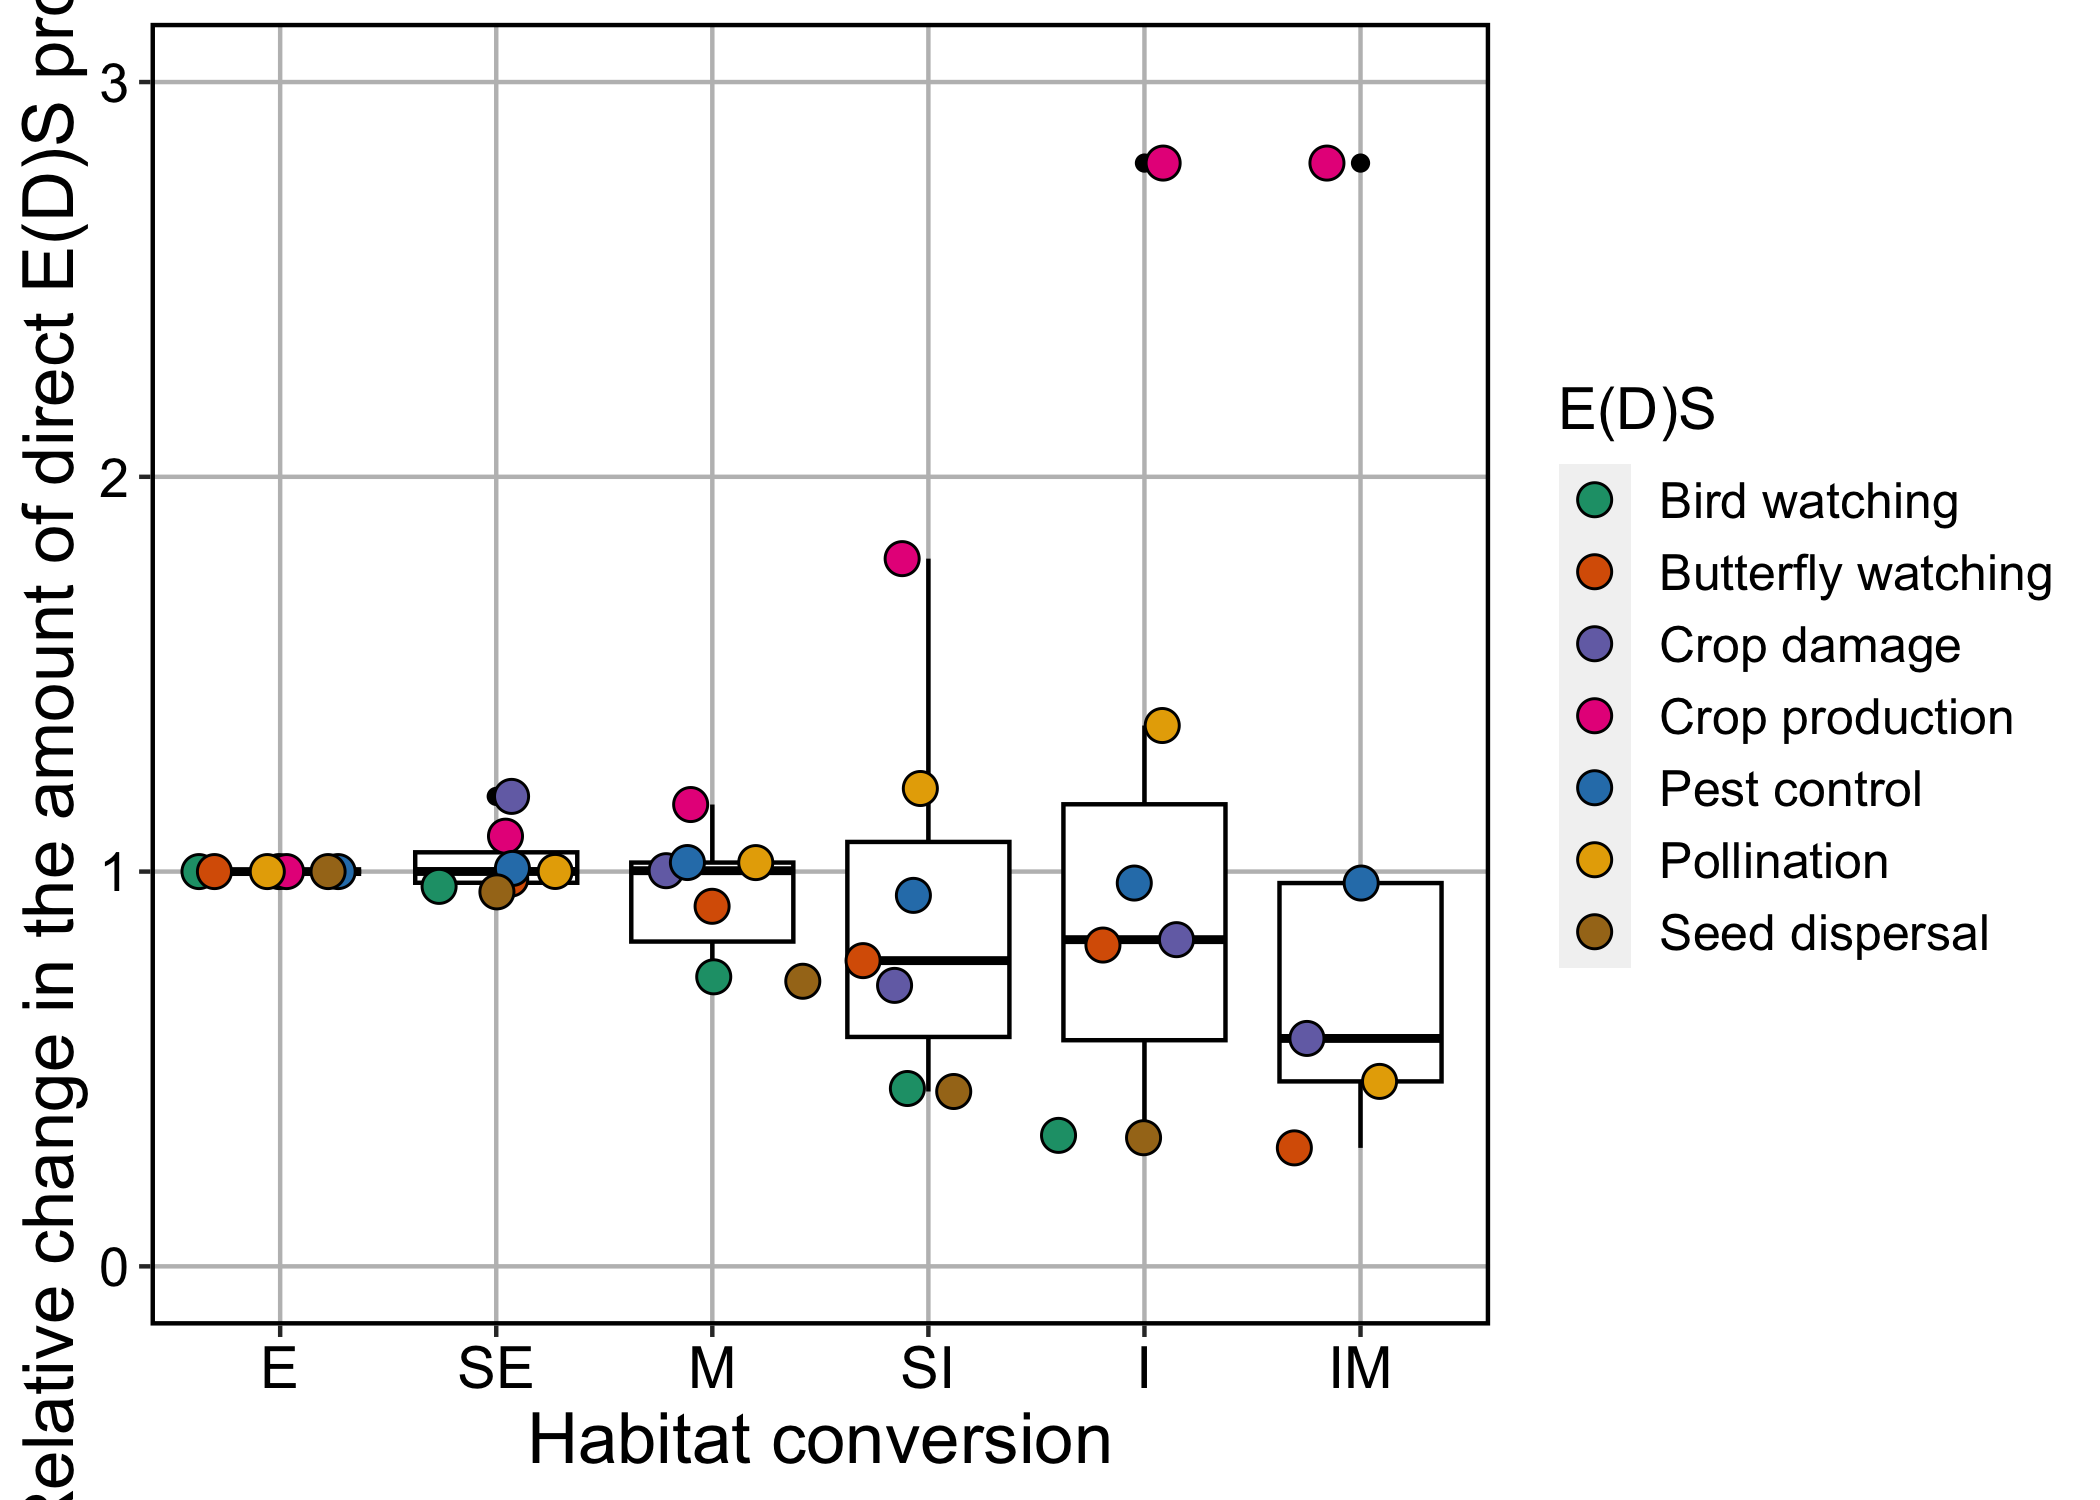 Relative change in the amount of direct E(D)S
3
2
1
0
E SE M SI I IM
Habitat conversion
E(D)S
Bird watching
Butterfly watching
Crop damage
Crop production
Pest control
Pollination
Seed dispersal